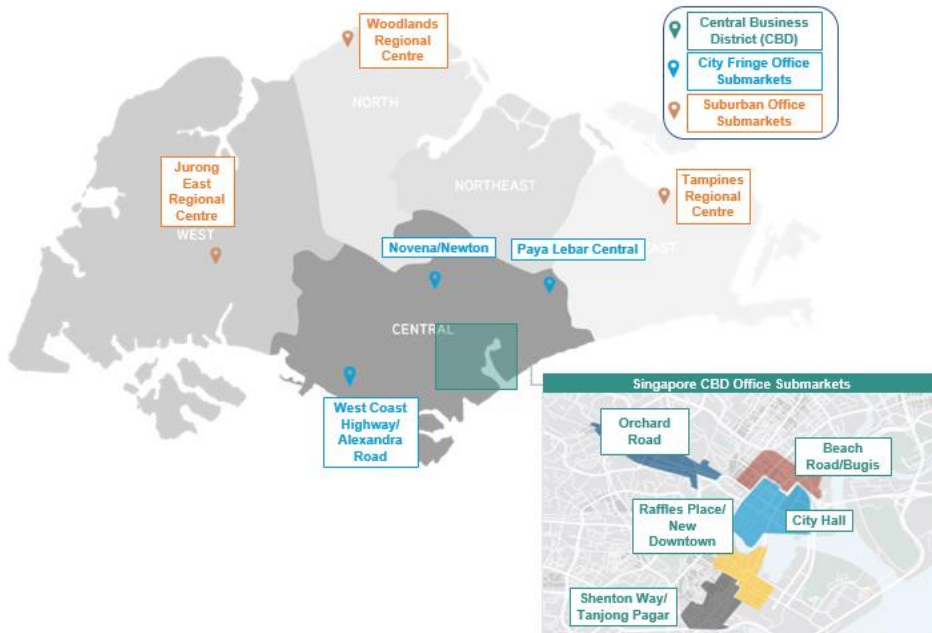 Woodlands
Regional
Centre
Central Business
District (CBD)
City Fringe Office
Submarkets
Suburban Office
Submarkets
NORTH
Jurong
East
Regional
Centre
WEST
NORTHEAST
Tampines
Regional
Centre
Novena/Newton
Paya Lebar Central
CENTRAL
West Coast
Highway/
Alexandra
Road
Singapore CBD Office Submarkets
Orchard
Road
Beach
Road/Bugis
Raffles Place/
New
Downtown
City Hall
Shenton Way/
Tanjong Pagar